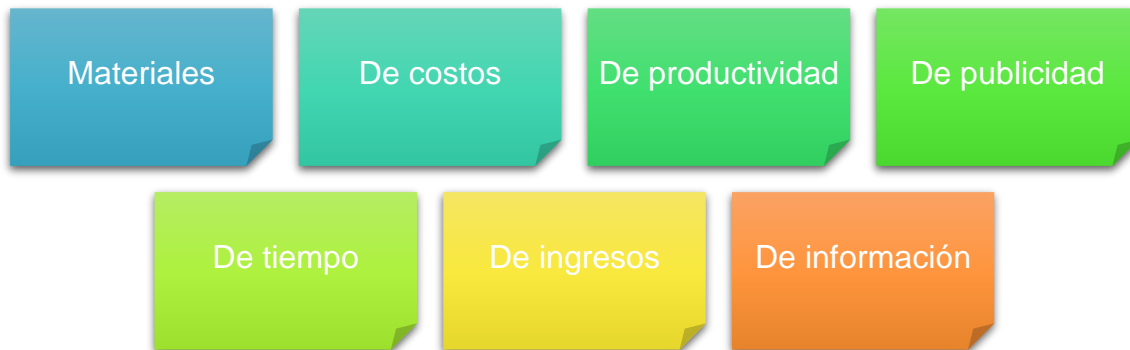 Materiales
De costos
De productividad
De publicidad
De tiempo
De ingresos
De información